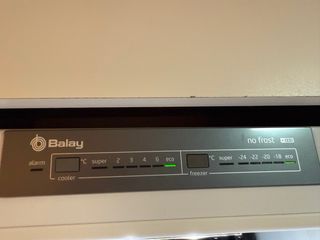 Balay
no frost
alarm °C super 2 3 4 6 eco °C super -24 -22 -20 -18 eco
cooler freezer